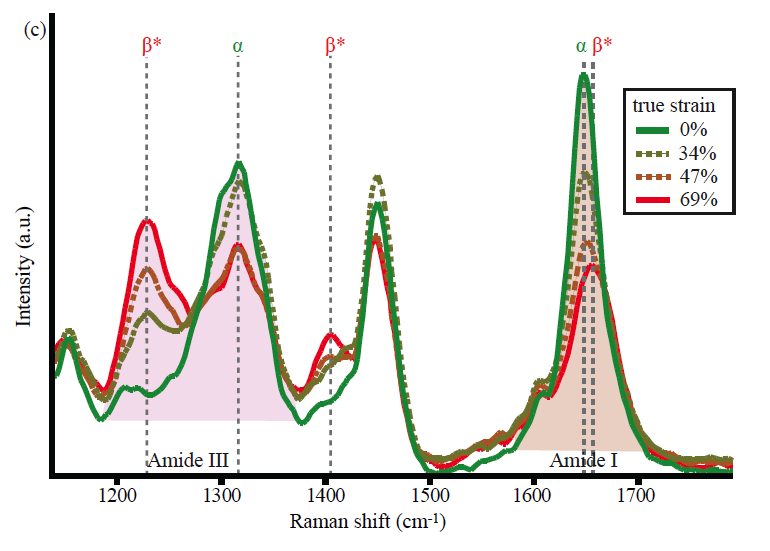 (c)
β* α β* α β*
true strain
0%
34%
47%
69%
Intensity (a.u.)
Amide III Amide I
1200 1300 1400 1500 1600 1700
Raman shift (cm⁻¹)